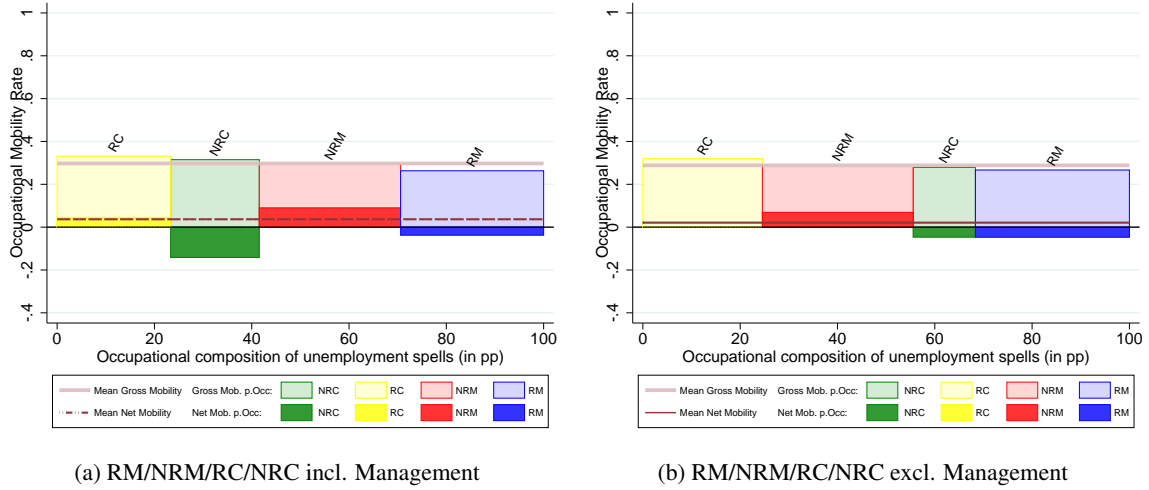 Occupational Mobility Rate
1
.8
.6
.4
.2
0
-.2
-.4
RC
NRC
NRM
RM
0 20 40 60 80 100
Occupational composition of unemployment spells (in pp)
Mean Gross Mobility Gross Mob. p.Occ: NRC RC NRM RM
Mean Net Mobility Net Mob. p.Occ: NRC RC NRM RM
(a) RM/NRM/RC/NRC incl. Management
Occupational Mobility Rate
1
.8
.6
.4
.2
0
-.2
-.4
RC
NRM
NRC
RM
0 20 40 60 80 100
Occupational composition of unemployment spells (in pp)
Mean Gross Mobility Gross Mob. p.Occ: NRC RC NRM RM
Mean Net Mobility Net Mob. p.Occ: NRC RC NRM RM
(b) RM/NRM/RC/NRC excl. Management